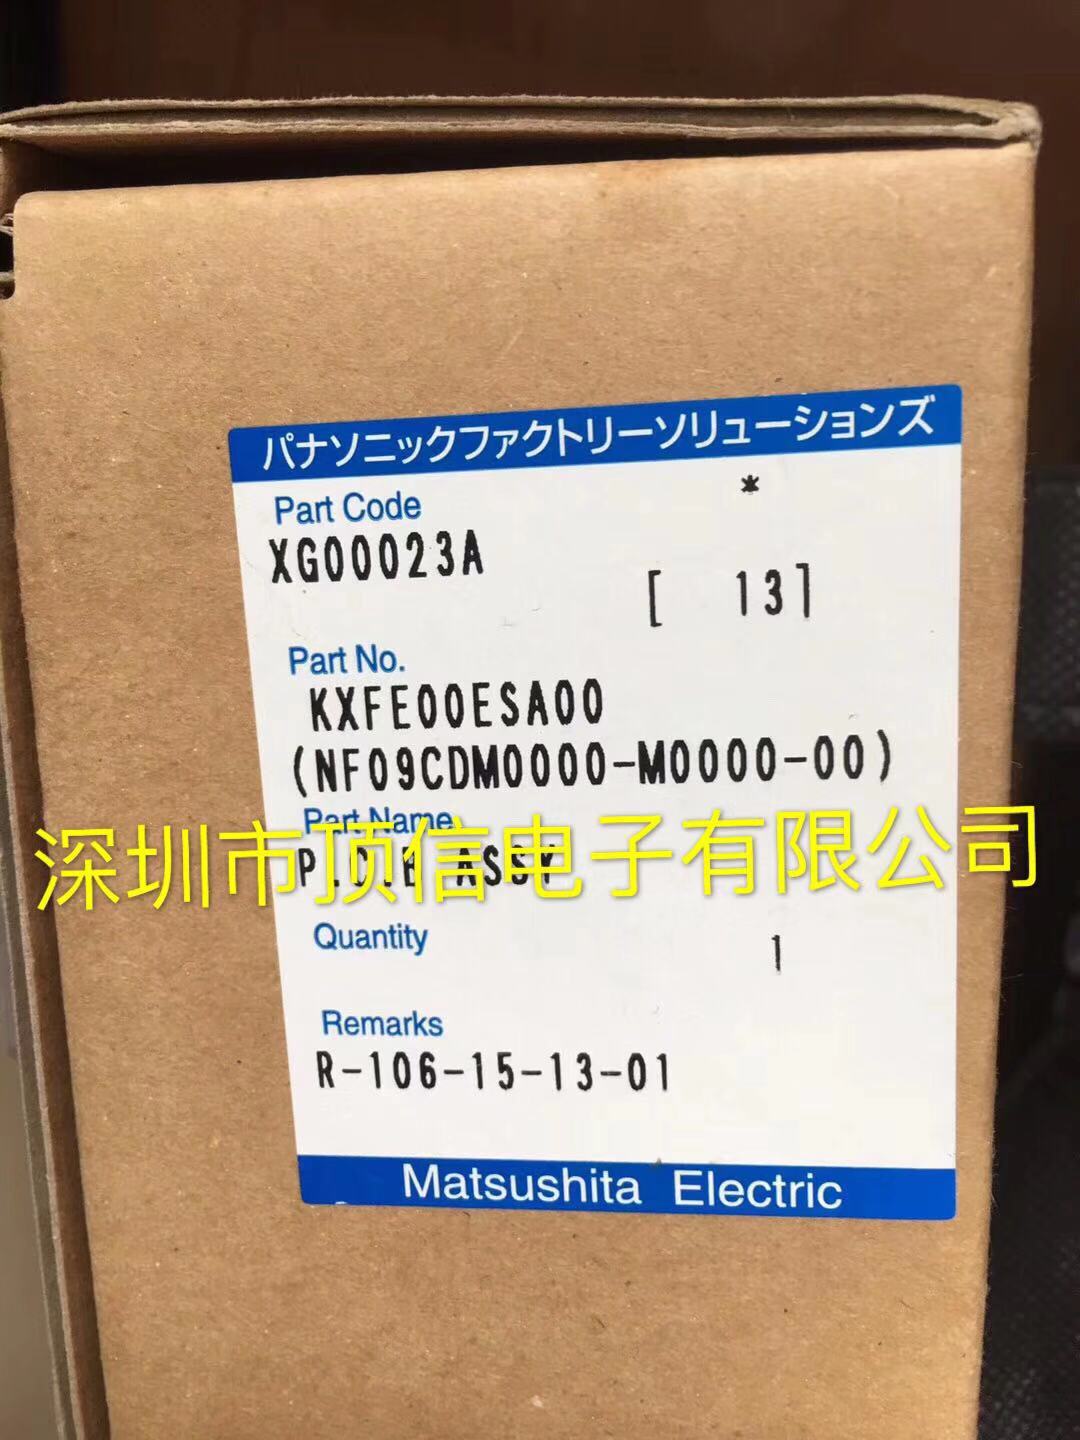 パナソニックファクトリーソリューションズ
Part Code
*
XG00023A
[ 13]
Part No.
KXFE00ESA00
(NF09CDM0000-M0000-00)
Part Name
P.C.B ASSY
深圳市顶信电子有限公司
Quantity
1
Remarks
R-106-15-13-01
Matsushita Electric